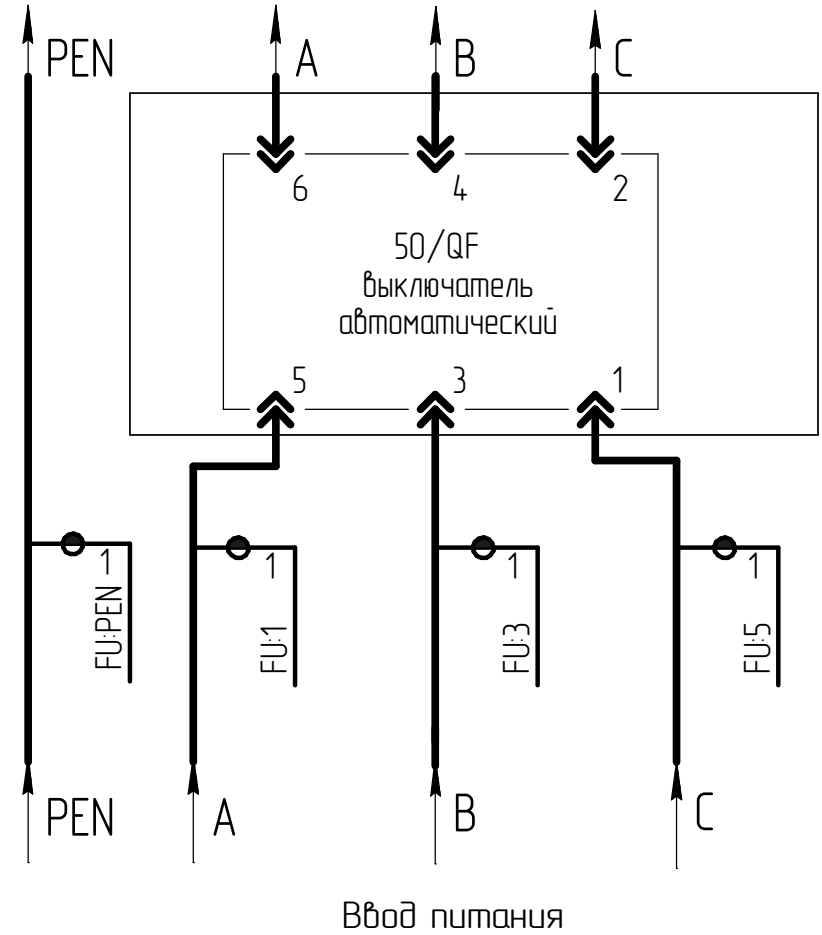 PEN A B C
6 4 2
50/QF
выключатель
автоматический
5 3 1
1 1 1 1
FU:PEN FU:1 FU:3 FU:5
PEN A B C
Ввод питания